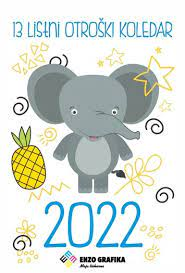 13 LISTNI OTROŠKI KOLEDAR
2022
ENZO GRAFIKA